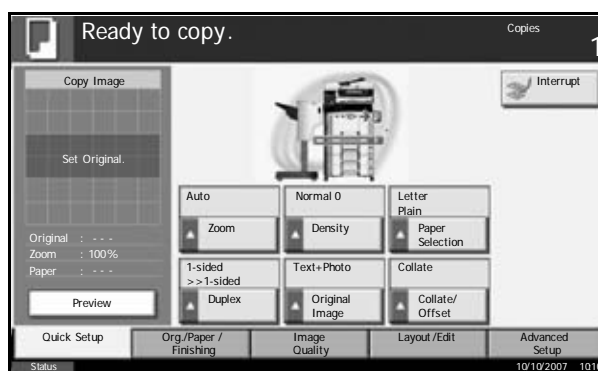 Ready to copy.
Copies
1
Copy Image
Interrupt
Set Original.
Original : - - -
Zoom : 100%
Paper : - - -
Preview
Auto
Zoom
Normal 0
Density
Letter
Plain
Paper
Selection
1-sided
>>1-sided
Duplex
Text+Photo
Original
Image
Collate
Collate/
Offset
Quick Setup
Org./Paper /
Finishing
Image
Quality
Layout/Edit
Advanced
Setup
Status
10/10/2007 1010